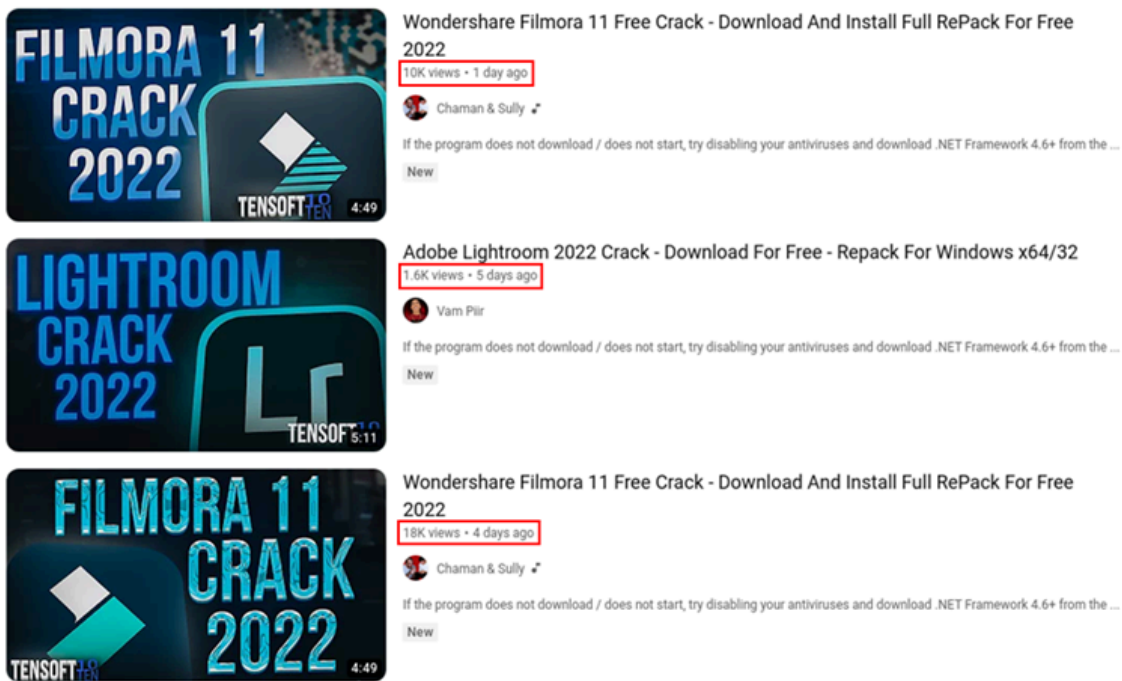 FILMORA 11
CRACK
2022
TENSOFT
TEN
4:49
Wondershare Filmora 11 Free Crack - Download And Install Full RePack For Free
2022
10K views • 1 day ago
Chaman & Sully
If the program does not download / does not start, try disabling your antiviruses and download .NET Framework 4.6+ from the ...
New
LIGHTROOM
CRACK
2022
Lr
TENSOFT
5:11
Adobe Lightroom 2022 Crack - Download For Free - Repack For Windows x64/32
1.6K views • 5 days ago
Vam Piir
If the program does not download / does not start, try disabling your antiviruses and download .NET Framework 4.6+ from the ...
New
FILMORA 11
CRACK
2022
TENSOFT
TEN
4:49
Wondershare Filmora 11 Free Crack - Download And Install Full RePack For Free
2022
18K views • 4 days ago
Chaman & Sully
If the program does not download / does not start, try disabling your antiviruses and download .NET Framework 4.6+ from the ...
New